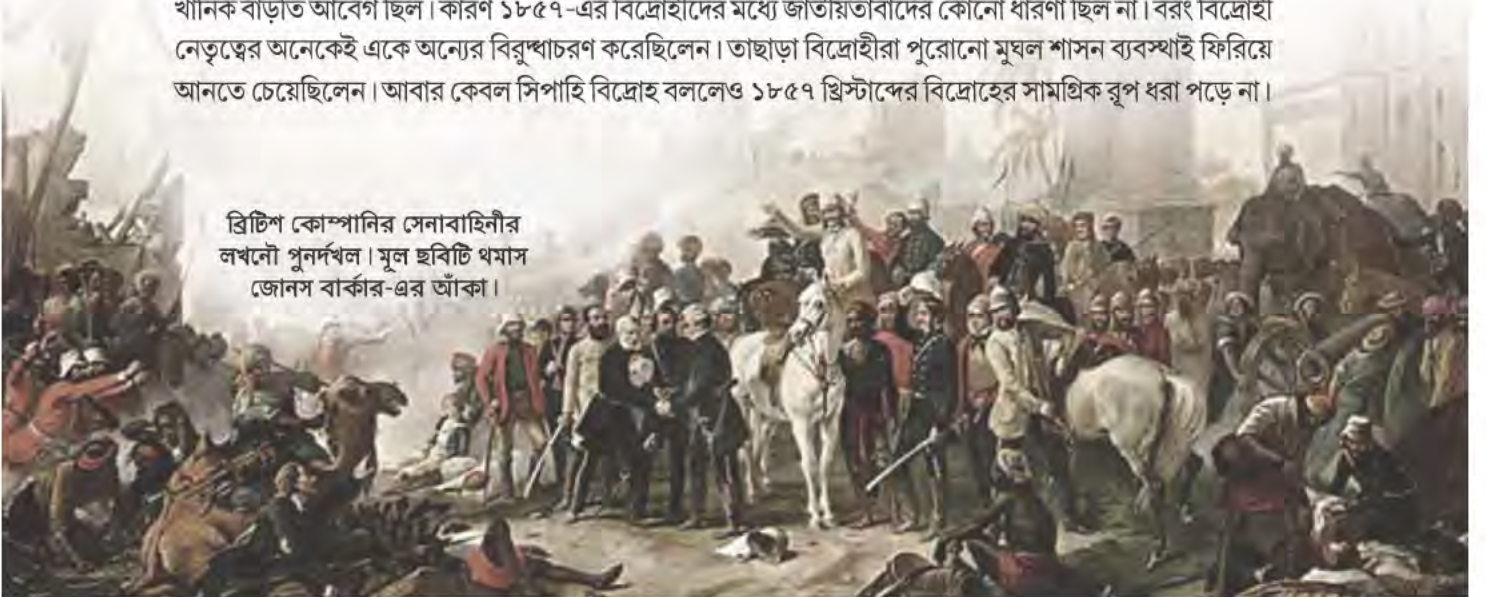 খানিক বাড়তি আবেগ ছিল। কারণ ১৮৫৭-এর বিদ্রোহীদের মধ্যে জাতীয়তাবাদের কোনো ধারণা ছিল না। বরং বিদ্রোহী
নেতৃত্বের অনেকেই একে অন্যের বিরুদ্ধাচরণ করেছিলেন। তাছাড়া বিদ্রোহীরা পুরোনো মুঘল শাসন ব্যবস্থাই ফিরিয়ে
আনতে চেয়েছিলেন। আবার কেবল সিপাহি বিদ্রোহ বললেও ১৮৫৭ খ্রিস্টাব্দের বিদ্রোহের সামগ্রিক রূপ ধরা পড়ে না।
ব্রিটিশ কোম্পানির সেনাবাহিনীর
লখনৌ পুনর্দখল। মূল ছবিটি থমাস
জোনস বার্কার-এর আঁকা।